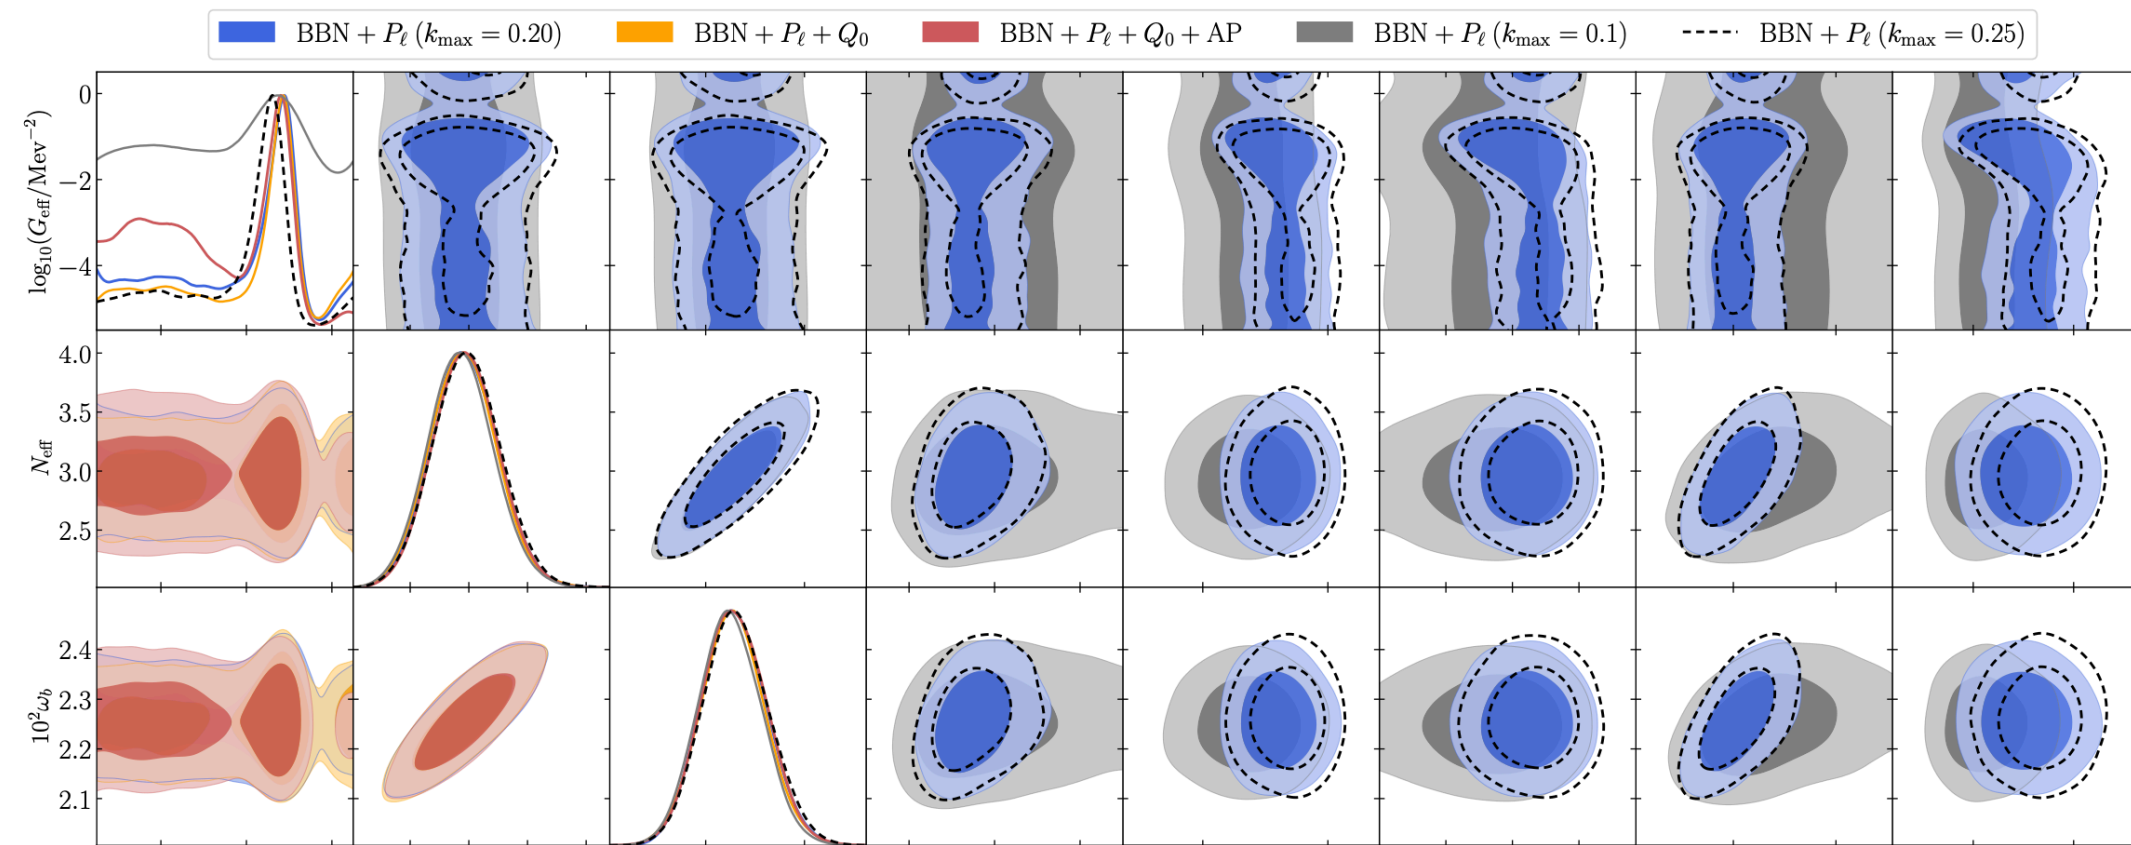 BBN + Pℓ (kmax = 0.20) BBN + Pℓ + Q0 BBN + Pℓ + Q0 + AP BBN + Pℓ (kmax = 0.1) BBN + Pℓ (kmax = 0.25)
log10(Geff/Mev−2)
0
−2
−4
Neff
4.0
3.5
3.0
2.5
10²ωb
2.4
2.3
2.2
2.1